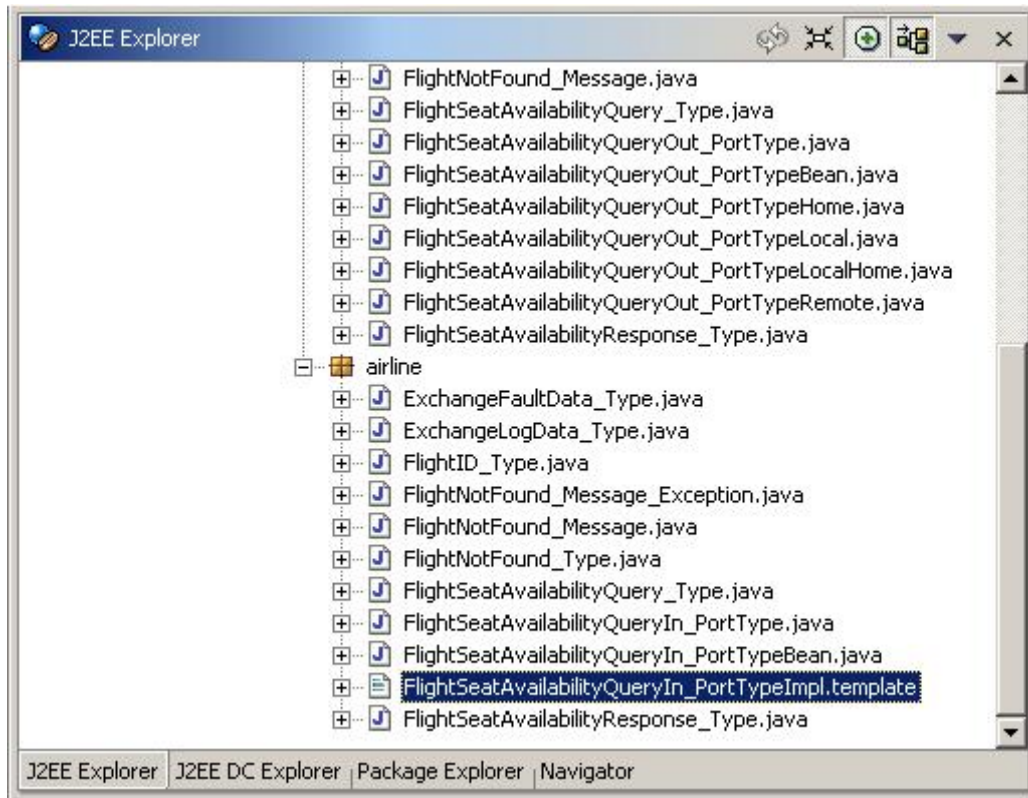 J2EE Explorer
FlightNotFound_Message.java
FlightSeatAvailabilityQuery_Type.java
FlightSeatAvailabilityQueryOut_PortType.java
FlightSeatAvailabilityQueryOut_PortTypeBean.java
FlightSeatAvailabilityQueryOut_PortTypeHome.java
FlightSeatAvailabilityQueryOut_PortTypeLocal.java
FlightSeatAvailabilityQueryOut_PortTypeLocalHome.java
FlightSeatAvailabilityQueryOut_PortTypeRemote.java
FlightSeatAvailabilityResponse_Type.java
airline
ExchangeFaultData_Type.java
ExchangeLogData_Type.java
FlightID_Type.java
FlightNotFound_Message_Exception.java
FlightNotFound_Message.java
FlightNotFound_Type.java
FlightSeatAvailabilityQuery_Type.java
FlightSeatAvailabilityQueryIn_PortType.java
FlightSeatAvailabilityQueryIn_PortTypeBean.java
FlightSeatAvailabilityQueryIn_PortTypeImpl.template
FlightSeatAvailabilityResponse_Type.java
J2EE Explorer J2EE DC Explorer Package Explorer Navigator